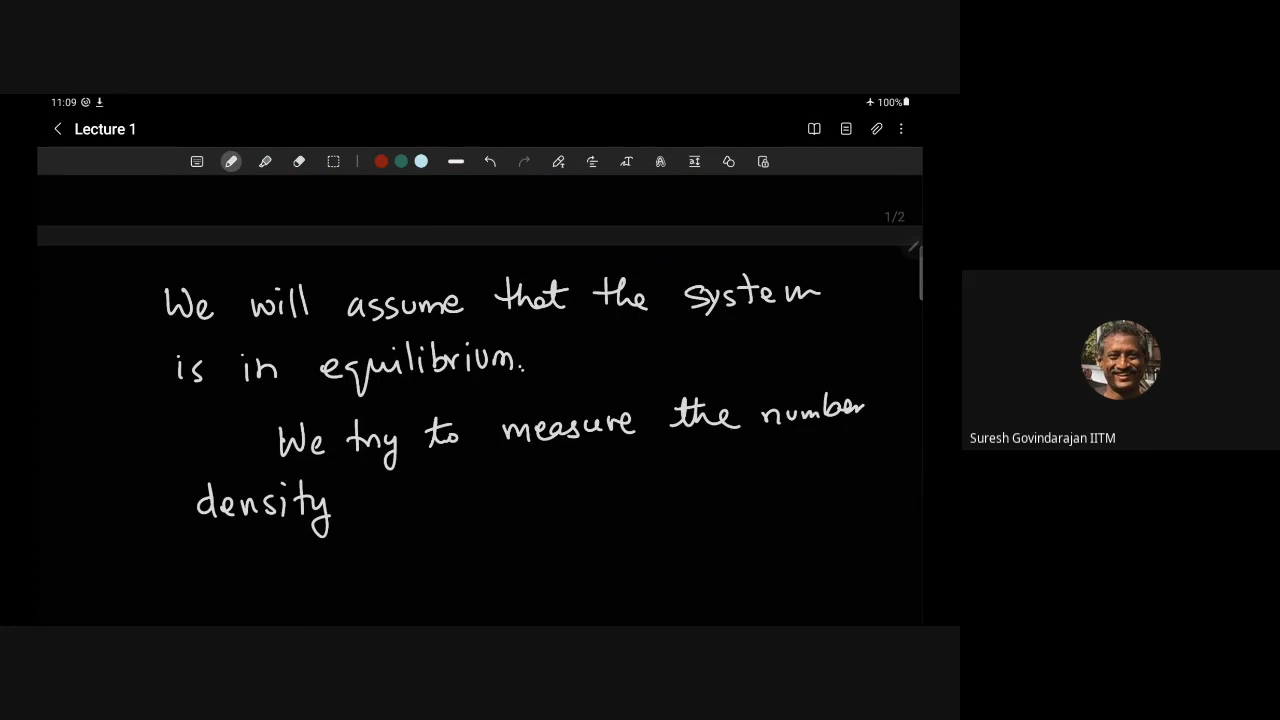 11:09
100%
Lecture 1
1/2
We will assume that the system
is in equilibrium.
We try to measure the number
density
Suresh Govindarajan IITM